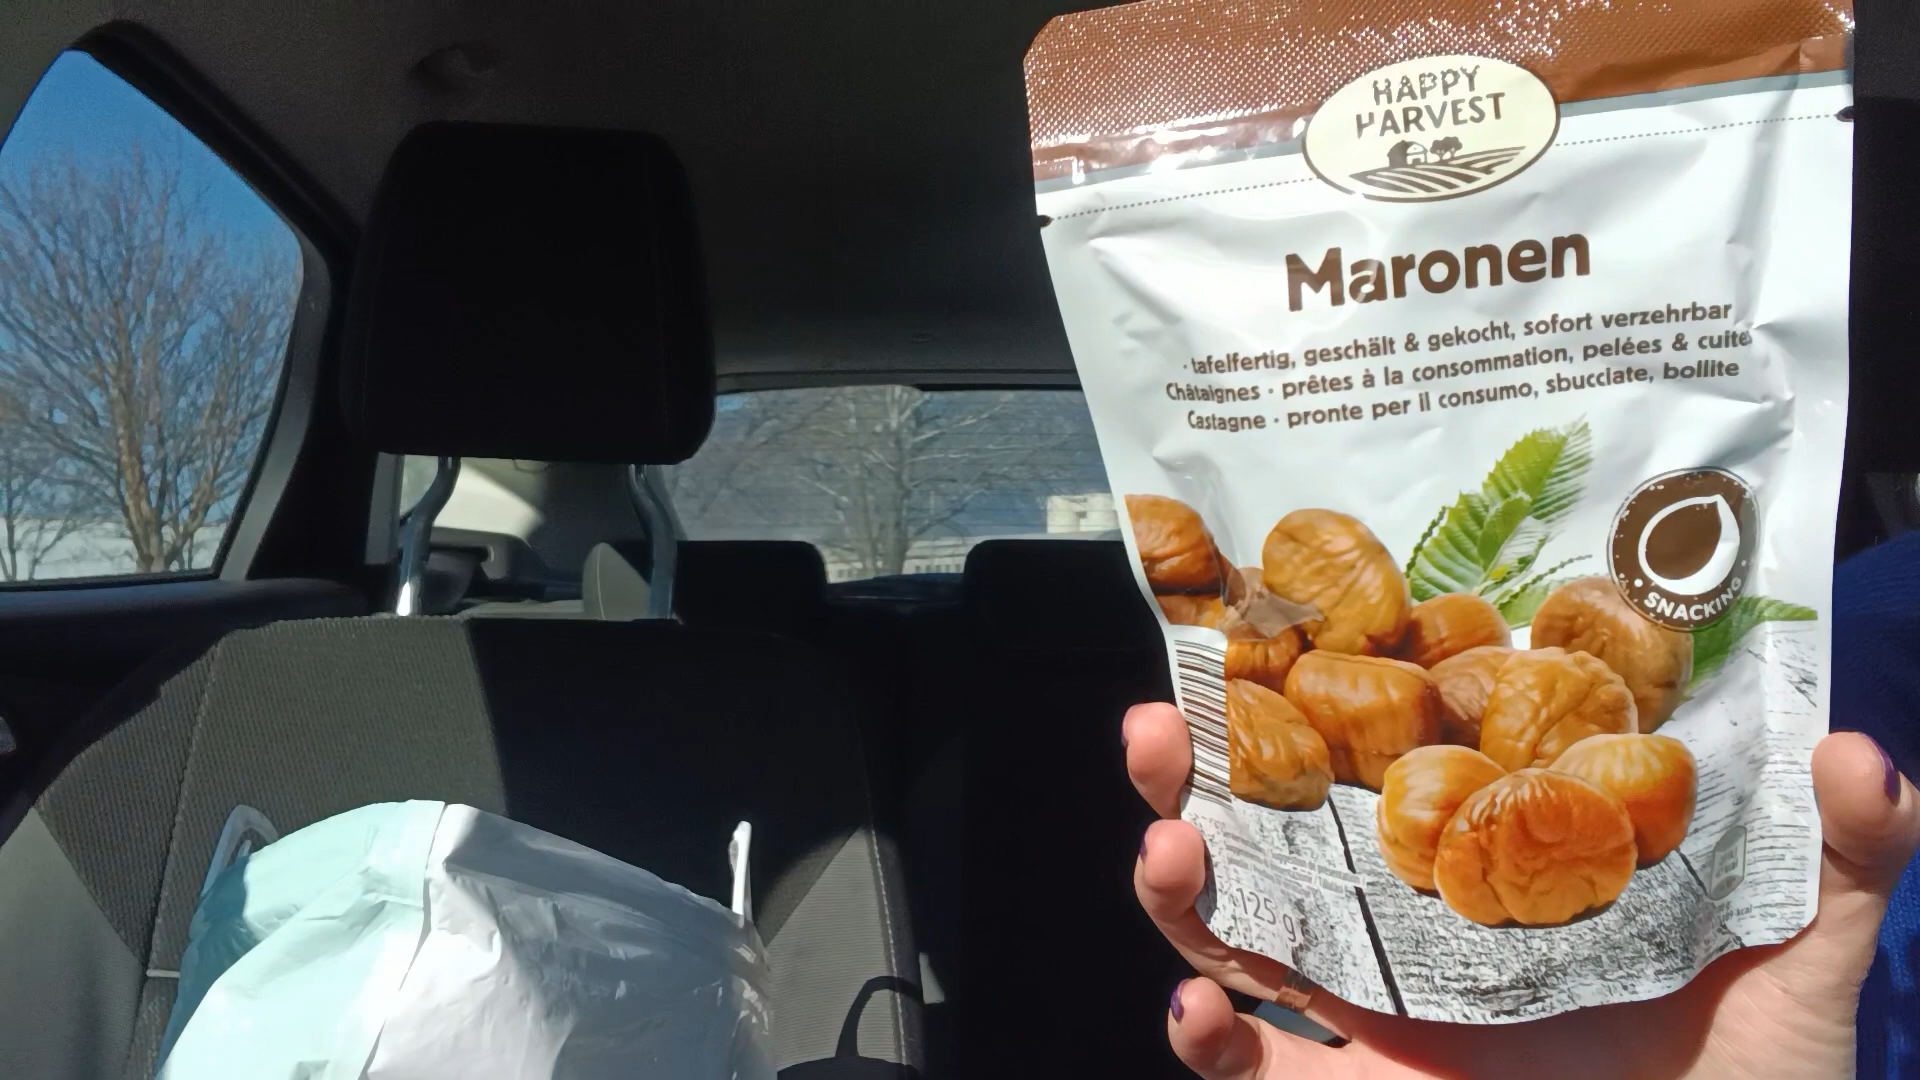 HAPPY
HARVEST
Maronen
· tafelfertig, geschält & gekocht, sofort verzehrbar
Châtaignes · prêtes à la consommation, pelées & cuites
Castagne · pronte per il consumo, sbucciate, bollite
SNACKING
125 g